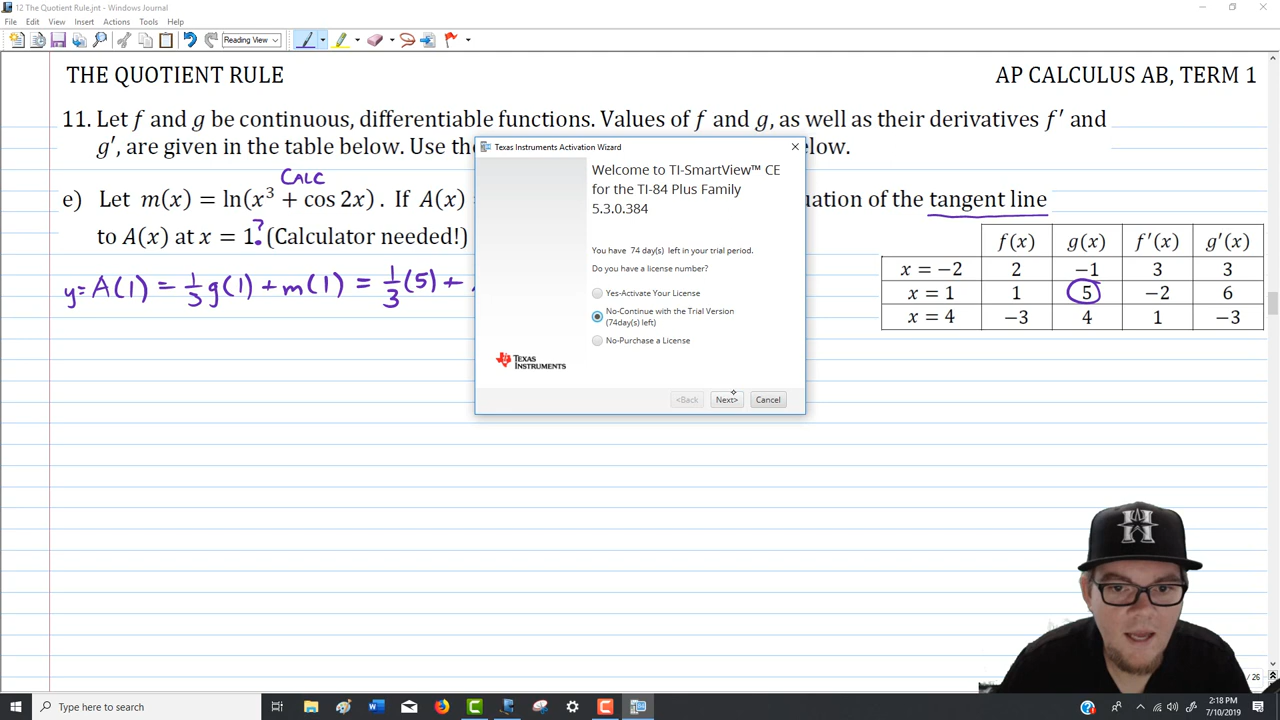 12 The Quotient Rule.jnt - Windows Journal
File Edit View Insert Actions Tools Help
Reading View
THE QUOTIENT RULE
AP CALCULUS AB, TERM 1
11. Let f and g be continuous, differentiable functions. Values of f and g, as well as their derivatives f′ and
g′, are given in the table below. Use the
low.
CALC
e) Let m(x) = ln(x³ + cos 2x). If A(x) =
uation of the tangent line
to A(x) at x = 1? (Calculator needed!)
y = A(1) = 1/3 g(1) + m(1) = 1/3 (5) +
f(x) g(x) f′(x) g′(x)
x = −2 2 −1 3 3
x = 1 1 5 −2 6
x = 4 −3 4 1 −3
Texas Instruments Activation Wizard
Welcome to TI-SmartView™ CE
for the TI-84 Plus Family
5.3.0.384
You have 74 day(s) left in your trial period.
Do you have a license number?
Yes-Activate Your License
No-Continue with the Trial Version
(74day(s) left)
No-Purchase a License
TEXAS
INSTRUMENTS
<Back Next> Cancel
/ 26
Type here to search
2:18 PM
7/10/2019